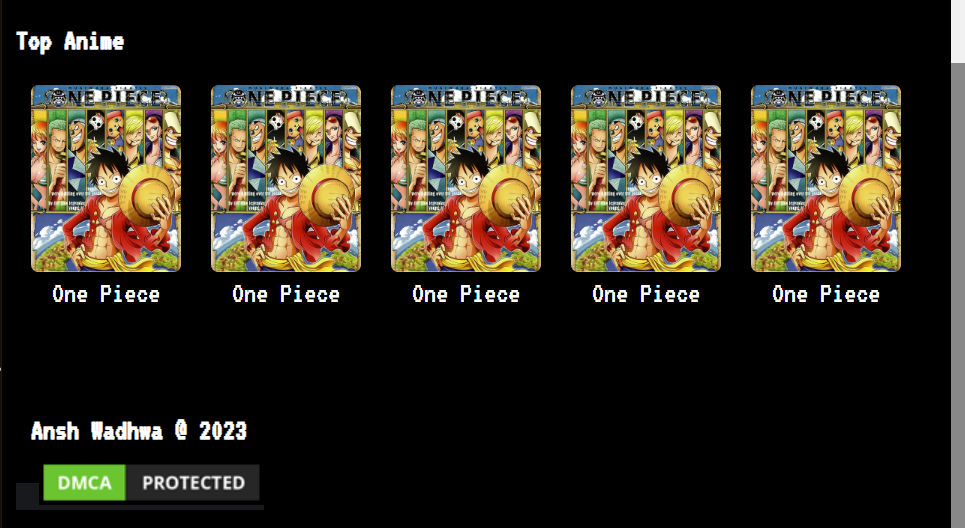 Top Anime
ONE PIECE ONE PIECE ONE PIECE ONE PIECE ONE PIECE
One Piece One Piece One Piece One Piece One Piece
Ansh Wadhwa @ 2023
DMCA PROTECTED